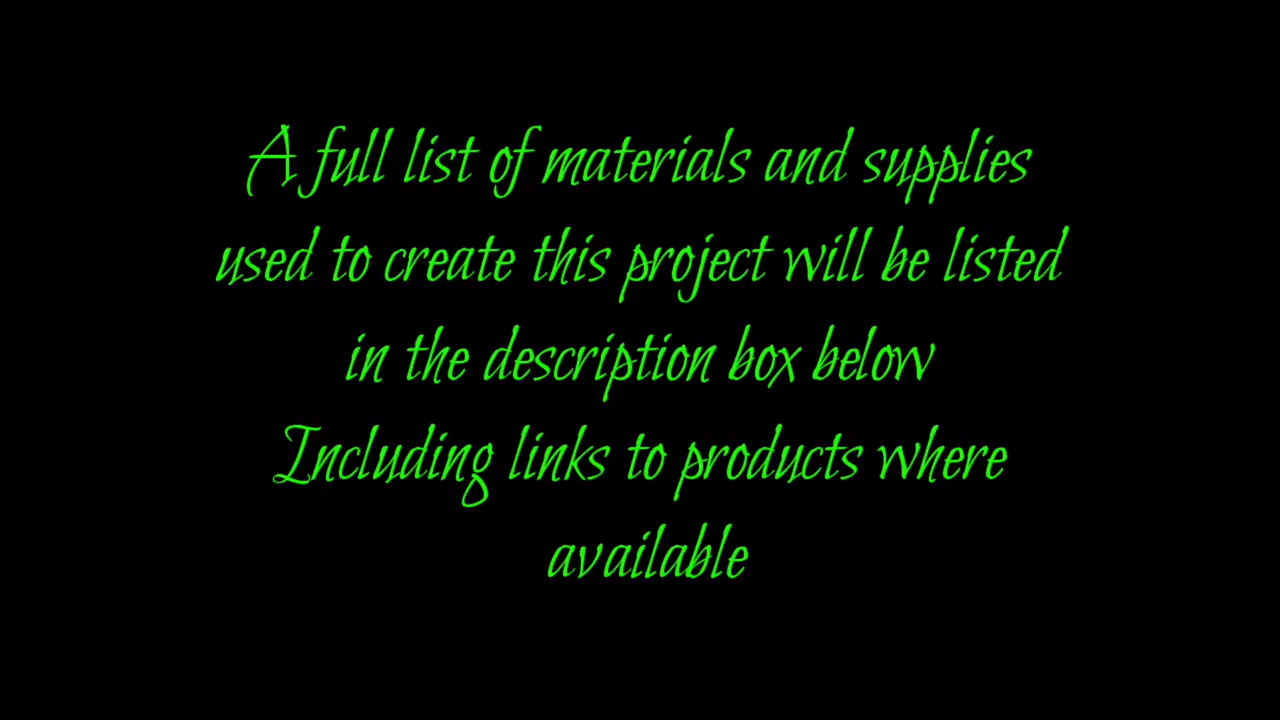 A full list of materials and supplies
used to create this project will be listed
in the description box below
Including links to products where
available